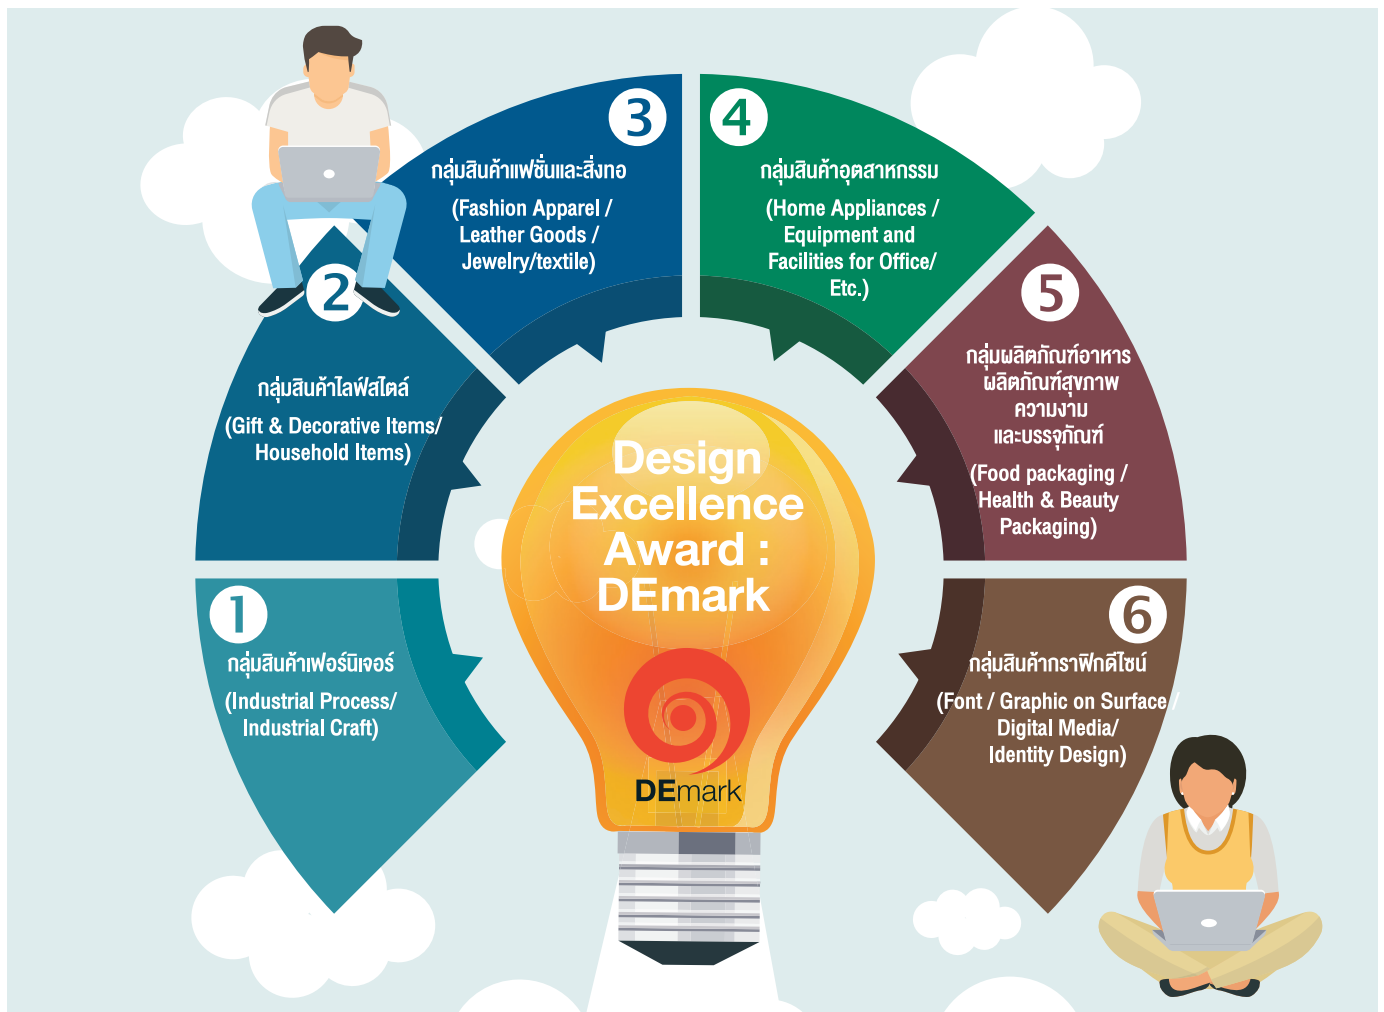 1
กลุ่มสินค้าเฟอร์นิเจอร์
(Industrial Process/
Industrial Craft)
2
กลุ่มสินค้าไลฟ์สไตล์
(Gift & Decorative Items/
Household Items)
3
กลุ่มสินค้าแฟชั่นและสิ่งทอ
(Fashion Apparel /
Leather Goods /
Jewelry/textile)
4
กลุ่มสินค้าอุตสาหกรรม
(Home Appliances /
Equipment and
Facilities for Office/
Etc.)
5
กลุ่มผลิตภัณฑ์อาหาร
ผลิตภัณฑ์สุขภาพ
ความงาม
และบรรจุภัณฑ์
(Food packaging /
Health & Beauty
Packaging)
6
กลุ่มสินค้ากราฟิกดีไซน์
(Font / Graphic on Surface /
Digital Media/
Identity Design)
Design
Excellence
Award :
DEmark
DEmark